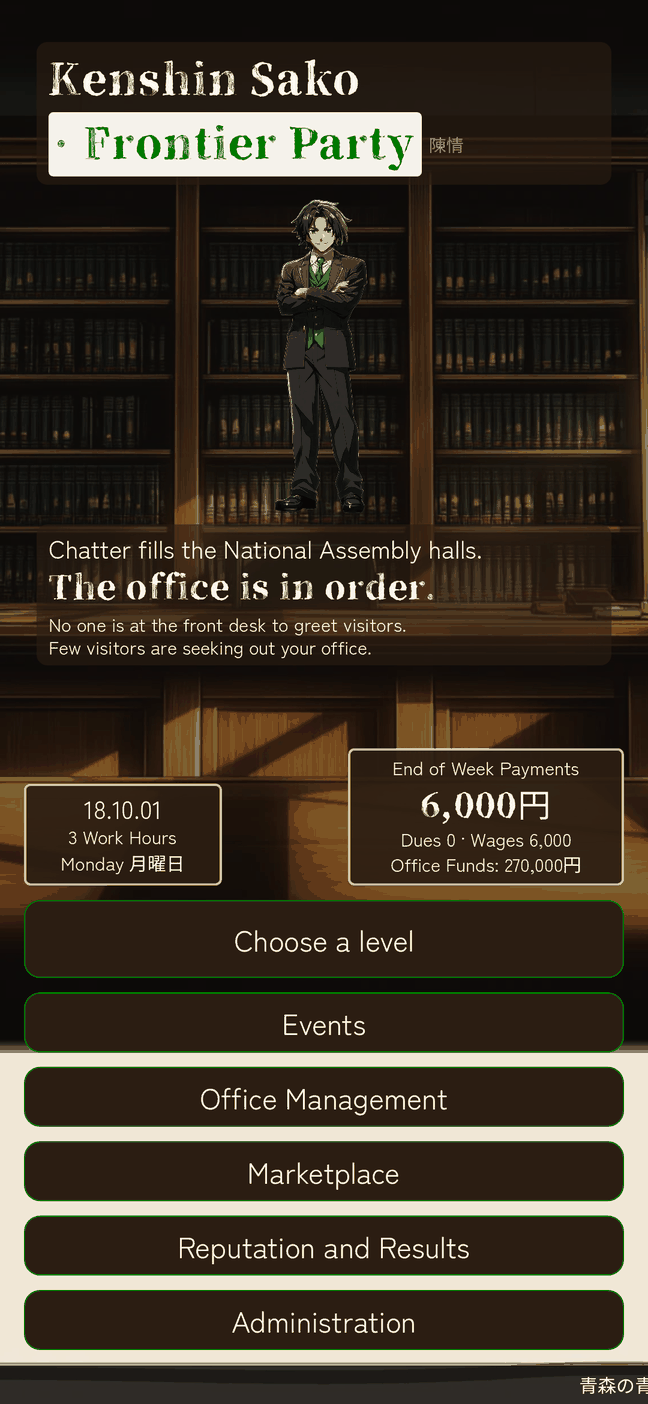 Kenshin Sako
· Frontier Party 陳情
Chatter fills the National Assembly halls.
The office is in order.
No one is at the front desk to greet visitors.
Few visitors are seeking out your office.
End of Week Payments
6,000円
Dues 0 · Wages 6,000
Office Funds: 270,000円
18.10.01
3 Work Hours
Monday 月曜日
Choose a level
Events
Office Management
Marketplace
Reputation and Results
Administration
青森の青